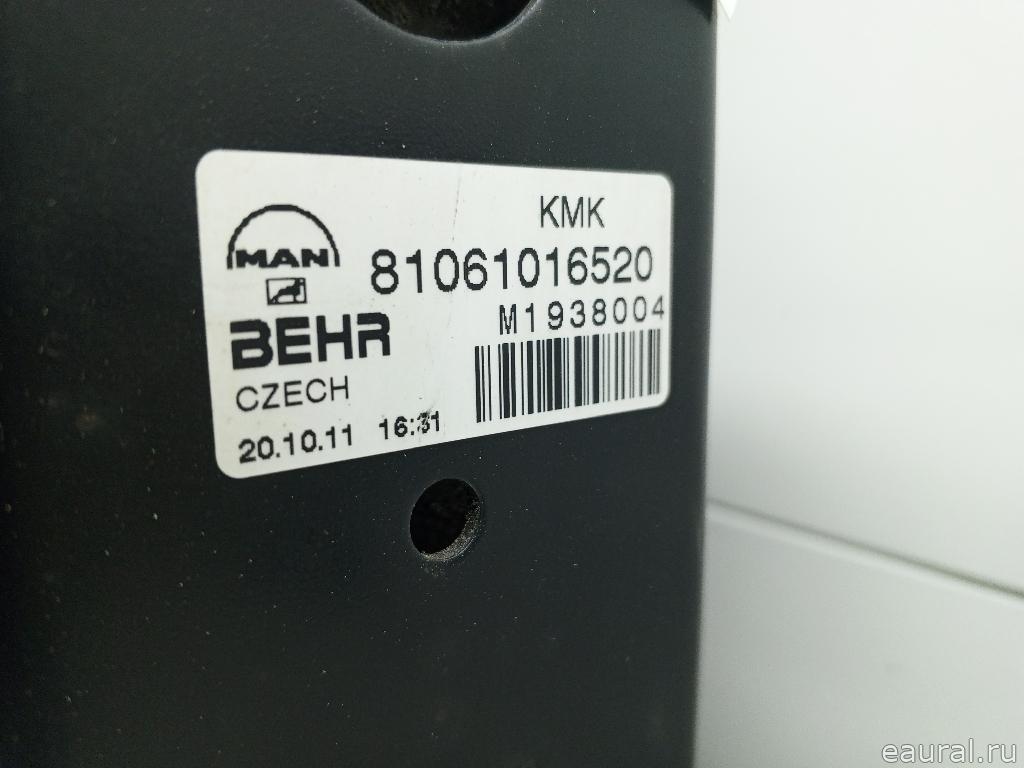 KMK
MAN
81061016520
M1938004
BEHR
CZECH
20.10.11 16:31
eaural.ru